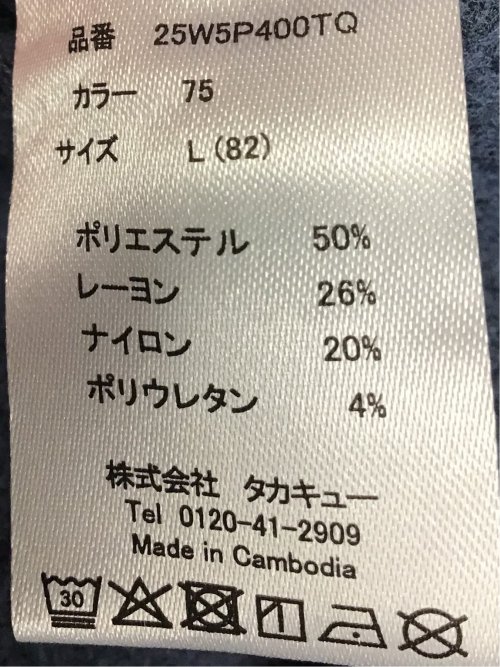 品番 25W5P400TQ
カラー 75
サイズ L(82)
ポリエステル 50%
レーヨン 26%
ナイロン 20%
ポリウレタン 4%
株式会社 タカキュー
Tel 0120-41-2909
Made in Cambodia
30